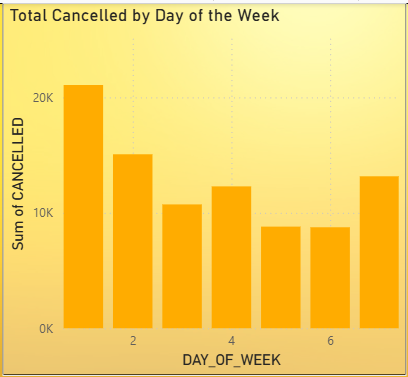 Total Cancelled by Day of the Week
20K
10K
0K
Sum of CANCELLED
2 4 6
DAY_OF_WEEK